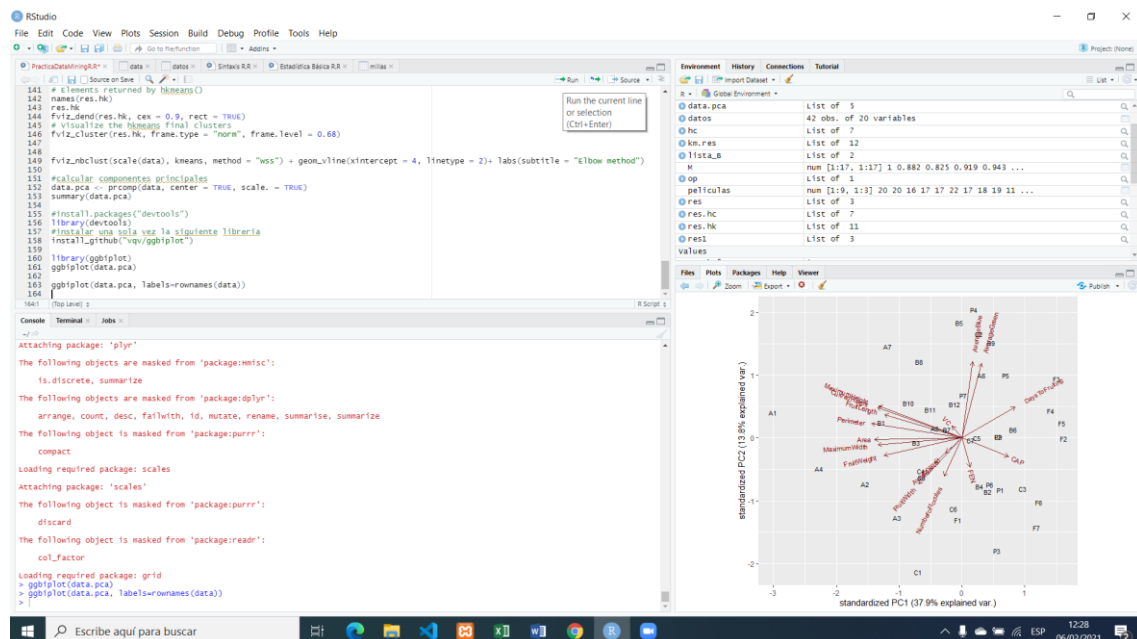 RStudio
File Edit Code View Plots Session Build Debug Profile Tools Help
Go to file/function Addins
Project: (None)
PracticaDataMiningR.R* data datos Sintaxis R.R Estadística Básica R.R millas
Source on Save Run Source
Run the current line
or selection
(Ctrl+Enter)
141 # Elements returned by hkmeans()
142 names(res.hk)
143 res.hk
144 fviz_dend(res.hk, cex = 0.9, rect = TRUE)
145 # Visualize the hkmeans final clusters
146 fviz_cluster(res.hk, frame.type = "norm", frame.level = 0.68)
147
148
149 fviz_nbclust(scale(data), kmeans, method = "wss") + geom_vline(xintercept = 4, linetype = 2)+ labs(subtitle = "Elbow method")
150
151 #calcular componentes principales
152 data.pca <- prcomp(data, center = TRUE, scale. = TRUE)
153 summary(data.pca)
154
155 #install.packages("devtools")
156 library(devtools)
157 #instalar una sola vez la siguiente libreria
158 install_github("vqv/ggbiplot")
159
160 library(ggbiplot)
161 ggbiplot(data.pca)
162
163 ggbiplot(data.pca, labels=rownames(data))
164
164:1 (Top Level) R Script
Console Terminal Jobs
~/
Attaching package: 'plyr'
The following objects are masked from 'package:Hmisc':
is.discrete, summarize
The following objects are masked from 'package:dplyr':
arrange, count, desc, failwith, id, mutate, rename, summarise, summarize
The following object is masked from 'package:purrr':
compact
Loading required package: scales
Attaching package: 'scales'
The following object is masked from 'package:purrr':
discard
The following object is masked from 'package:readr':
col_factor
Loading required package: grid
> ggbiplot(data.pca)
> ggbiplot(data.pca, labels=rownames(data))
>
Environment History Connections Tutorial
Import Dataset List
R Global Environment
data.pca List of 5
datos 42 obs. of 20 variables
hc List of 7
km.res List of 12
lista_B List of 2
M num [1:17, 1:17] 1 0.882 0.825 0.919 0.943 ...
op List of 1
peliculas num [1:9, 1:3] 20 20 16 17 17 22 17 18 19 11 ...
res List of 3
res.hc List of 7
res.hk List of 11
res1 List of 3
values
Files Plots Packages Help Viewer
Zoom Export Publish
standardized PC2 (13.8% explained var.)
2
1
0
-1
-2
P4
B5
B9
A7
B8
A6
P5
P7
B10
B11
B12
A1
B1
F4
F5
B6
F2
B3
C5
A4
A2
B4
P6
B2
P1
C3
F6
A3
C6
F1
F7
P3
C1
DaysToFruiting
FruitLength
Perimeter
Area
MaximumWidth
FruitWeight
VC
CAP
FEN
-3 -2 -1 0 1
standardized PC1 (37.9% explained var.)
Escribe aquí para buscar
ESP
12:28
06/02/2021